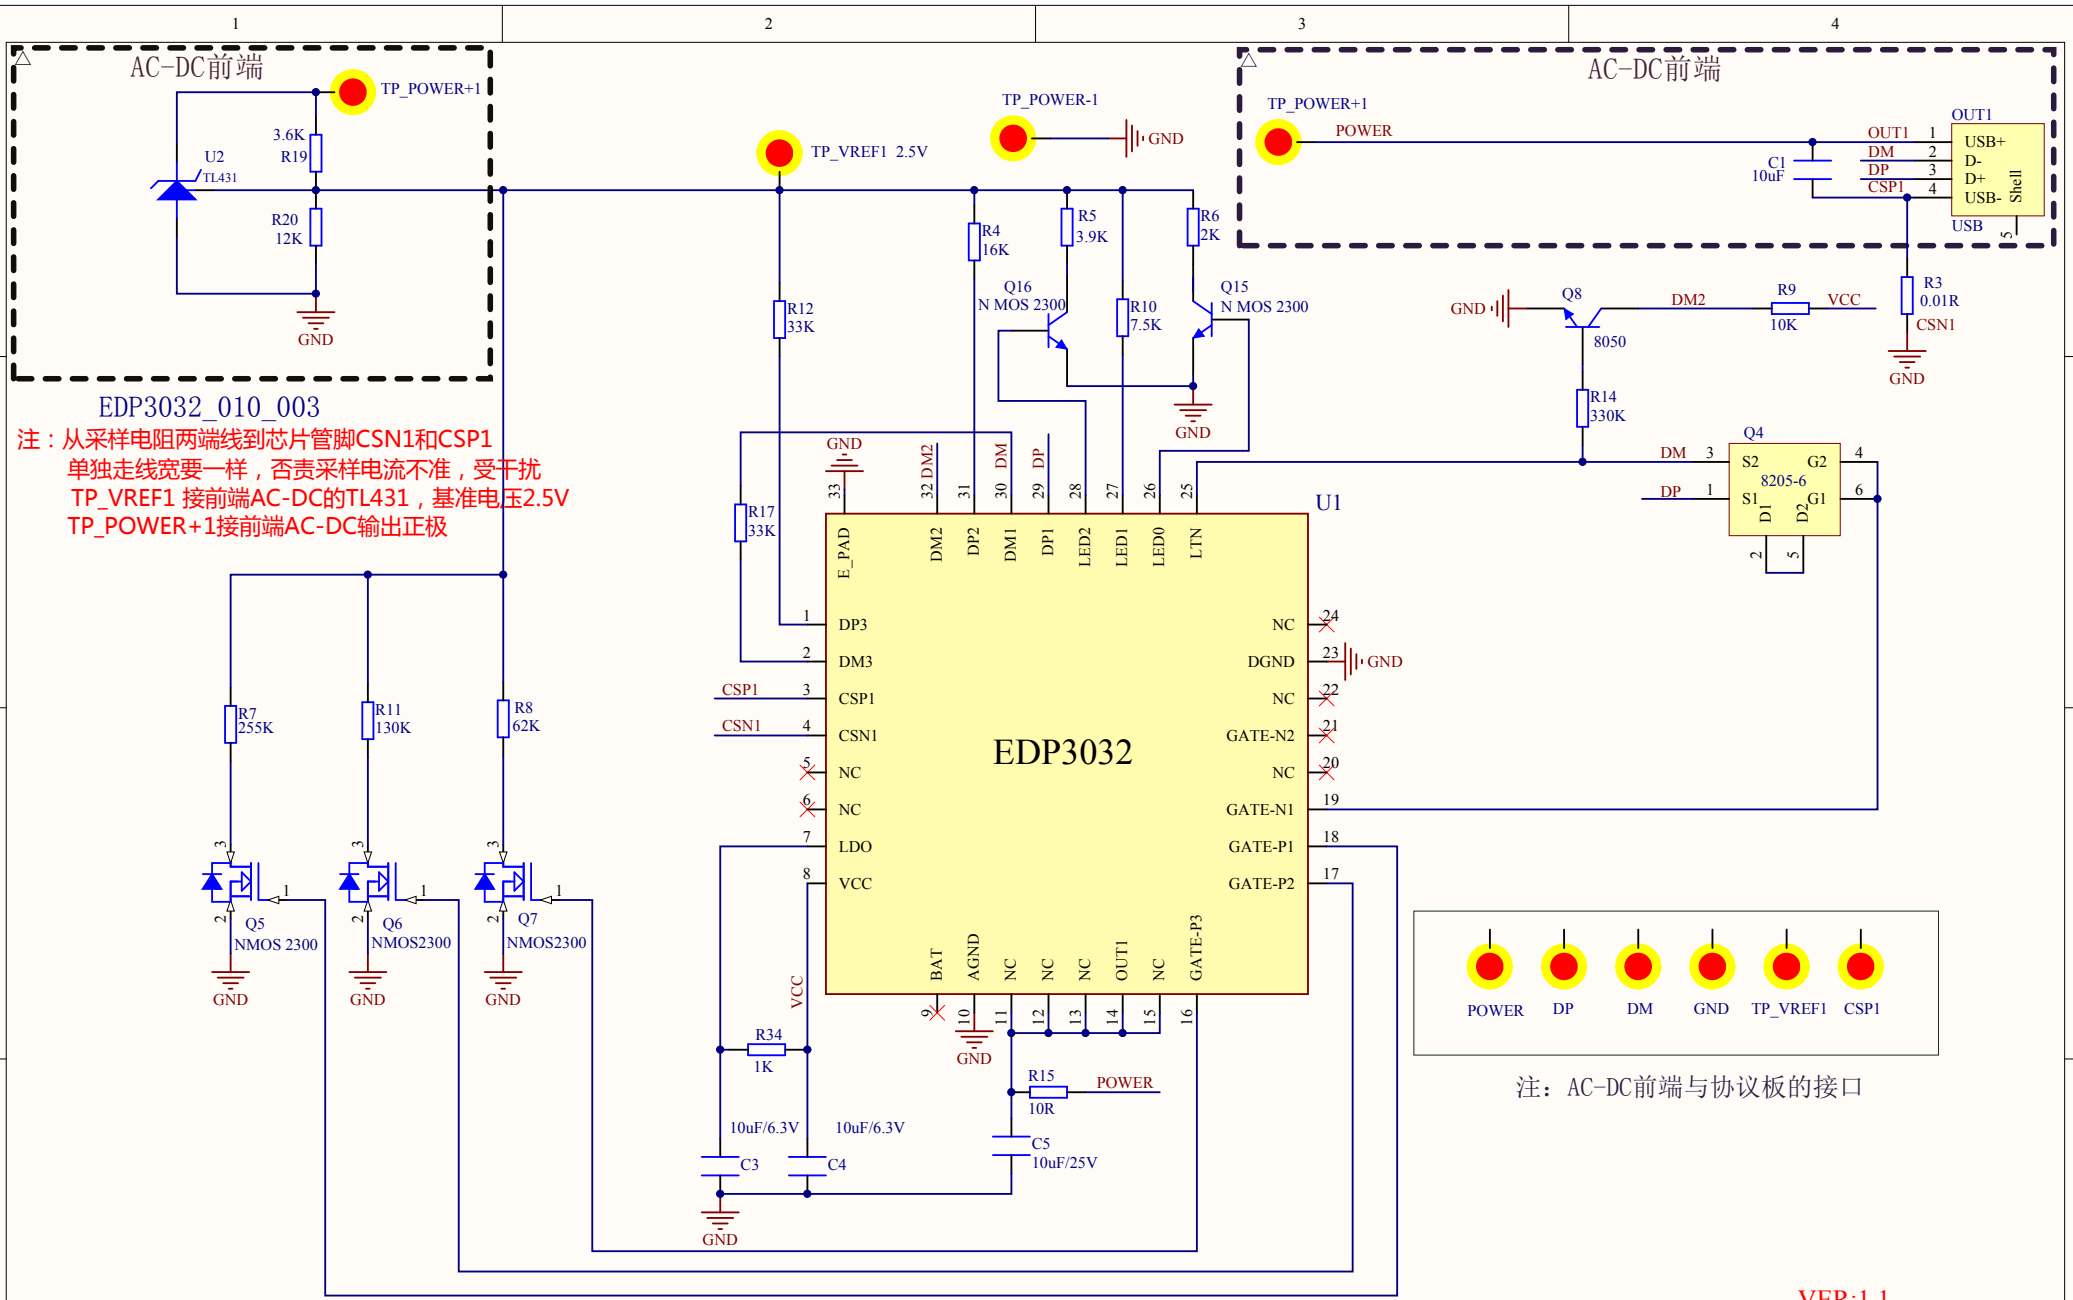 1
2
3
4
AC-DC前端
TP_POWER+1
3.6K
R19
U2
TL431
R20
12K
GND
EDP3032_010_003
注：从采样电阻两端线到芯片管脚CSN1和CSP1
单独走线宽要一样，否责采样电流不准，受干扰
TP_VREF1 接前端AC-DC的TL431，基准电压2.5V
TP_POWER+1接前端AC-DC输出正极
TP_VREF1 2.5V
TP_POWER-1
GND
AC-DC前端
TP_POWER+1
POWER
C1
10uF
OUT1
OUT1 1 USB+
DM 2 D-
DP 3 D+
CSP1 4 USB-
Shell
USB
5
R3
0.01R
CSN1
GND
R12
33K
R4
16K
R5
3.9K
R6
2K
Q16
N MOS 2300
R10
7.5K
Q15
N MOS 2300
GND
GND
Q8
8050
DM2
R9
10K
VCC
R14
330K
Q4
8205-6
DM 3 S2
G2 4
DP 1 S1
G1 6
D1 2
D2 5
R17
33K
GND
33 E_PAD
DM2 32 DM2
31 DP2
DM 30 DM1
DP 29 DP1
28 LED2
27 LED1
26 LED0
25 LTN
U1
EDP3032
1 DP3
2 DM3
CSP1 3 CSP1
CSN1 4 CSN1
5 NC
6 NC
7 LDO
8 VCC
NC 24
DGND 23 GND
NC 22
GATE-N2 21
NC 20
GATE-N1 19
GATE-P1 18
GATE-P2 17
BAT 9
AGND 10
NC 11
NC 12
NC 13
OUT1 14
NC 15
GATE-P3 16
GND
R7
255K
R11
130K
R8
62K
3
1
2
Q5
NMOS 2300
GND
3
1
2
Q6
NMOS2300
GND
3
1
2
Q7
NMOS2300
GND
VCC
R34
1K
10uF/6.3V
C3
10uF/6.3V
C4
GND
R15
10R
POWER
C5
10uF/25V
POWER
DP
DM
GND
TP_VREF1
CSP1
注：AC-DC前端与协议板的接口
VER:1.1